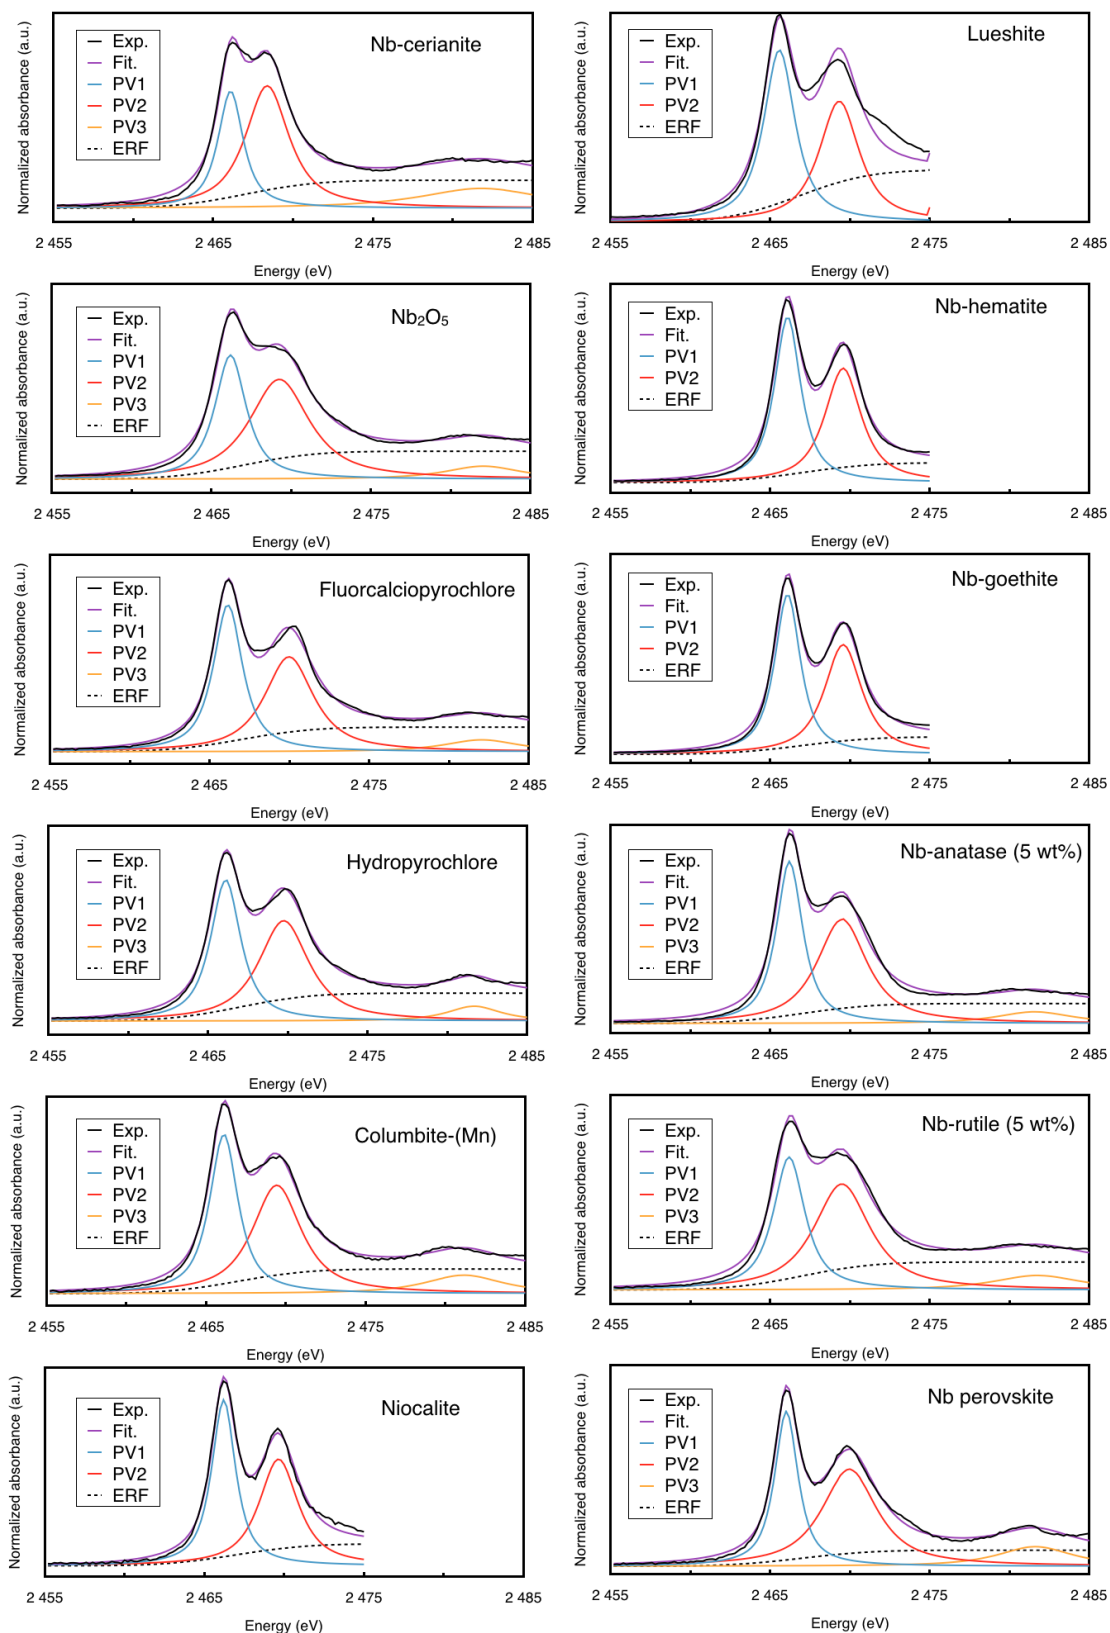 Normalized absorbance (a.u.)
Exp.
Fit.
PV1
PV2
PV3
ERF
Nb-cerianite
2 455
2 465
2 475
2 485
Energy (eV)
Normalized absorbance (a.u.)
Exp.
Fit.
PV1
PV2
ERF
Lueshite
2 455
2 465
2 475
2 485
Energy (eV)
Normalized absorbance (a.u.)
Exp.
Fit.
PV1
PV2
PV3
ERF
Nb₂O₅
2 455
2 465
2 475
2 485
Energy (eV)
Normalized absorbance (a.u.)
Exp.
Fit.
PV1
PV2
ERF
Nb-hematite
2 455
2 465
2 475
2 485
Energy (eV)
Normalized absorbance (a.u.)
Exp.
Fit.
PV1
PV2
PV3
ERF
Fluorcalciopyrochlore
2 455
2 465
2 475
2 485
Energy (eV)
Normalized absorbance (a.u.)
Exp.
Fit.
PV1
PV2
ERF
Nb-goethite
2 455
2 465
2 475
2 485
Energy (eV)
Normalized absorbance (a.u.)
Exp.
Fit.
PV1
PV2
PV3
ERF
Hydropyrochlore
2 455
2 465
2 475
2 485
Energy (eV)
Normalized absorbance (a.u.)
Exp.
Fit.
PV1
PV2
PV3
ERF
Nb-anatase (5 wt%)
2 455
2 465
2 475
2 485
Energy (eV)
Normalized absorbance (a.u.)
Exp.
Fit.
PV1
PV2
PV3
ERF
Columbite-(Mn)
2 455
2 465
2 475
2 485
Energy (eV)
Normalized absorbance (a.u.)
Exp.
Fit.
PV1
PV2
PV3
ERF
Nb-rutile (5 wt%)
2 455
2 465
2 475
2 485
Energy (eV)
Normalized absorbance (a.u.)
Exp.
Fit.
PV1
PV2
ERF
Niocalite
2 455
2 465
2 475
2 485
Energy (eV)
Normalized absorbance (a.u.)
Exp.
Fit.
PV1
PV2
PV3
ERF
Nb perovskite
2 455
2 465
2 475
2 485
Energy (eV)